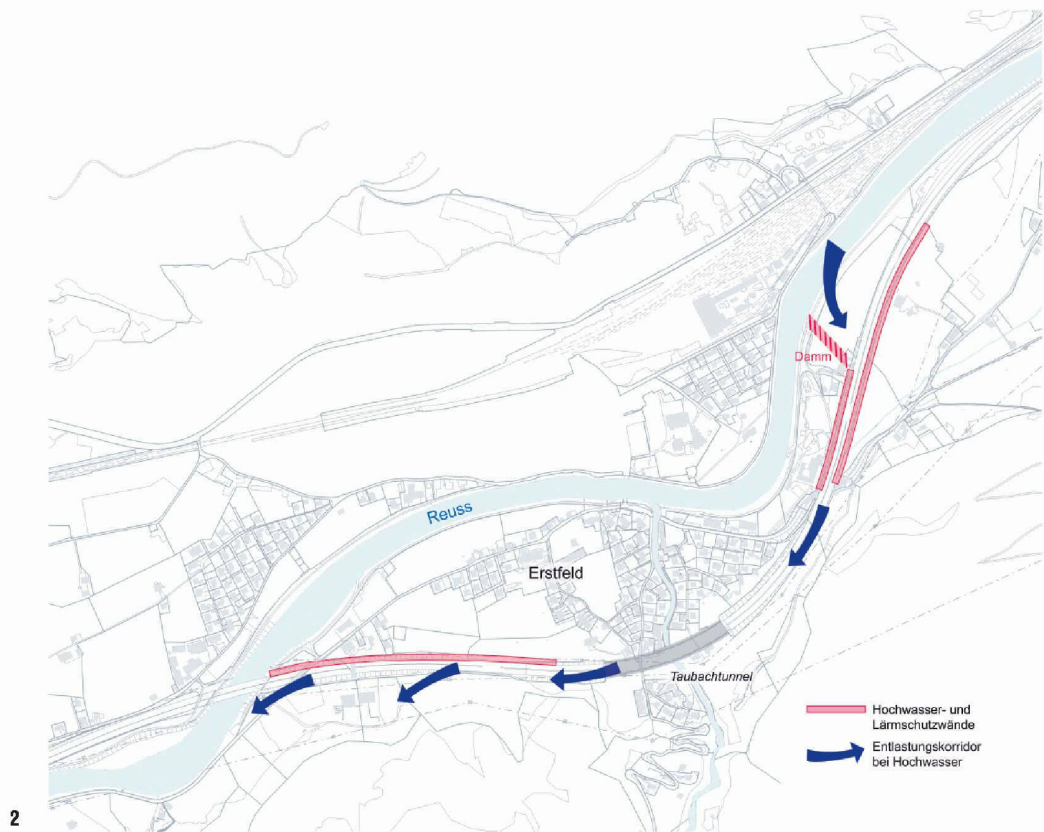 Damm
Reuss
Erstfeld
Taubachtunnel
Hochwasser- und
Lärmschutzwände
Entlastungskorridor
bei Hochwasser
2